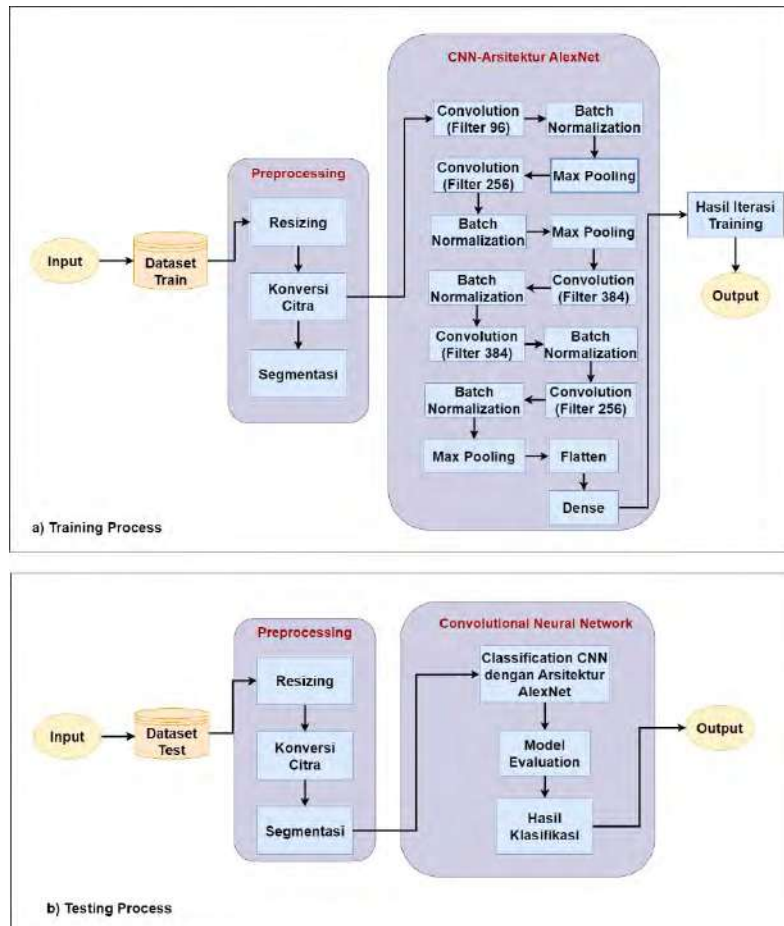 CNN-Arsitektur AlexNet
Convolution
(Filter 96)
Batch
Normalization
Max Pooling
Convolution
(Filter 256)
Batch
Normalization
Max Pooling
Convolution
(Filter 384)
Batch
Normalization
Convolution
(Filter 384)
Batch
Normalization
Convolution
(Filter 256)
Batch
Normalization
Max Pooling
Flatten
Dense
Preprocessing
Resizing
Konversi
Citra
Segmentasi
Input
Dataset
Train
Hasil Iterasi
Training
Output
a) Training Process
Preprocessing
Resizing
Konversi
Citra
Segmentasi
Input
Dataset
Test
Convolutional Neural Network
Classification CNN
dengan Arsitektur
AlexNet
Model
Evaluation
Hasil
Klasifikasi
Output
b) Testing Process